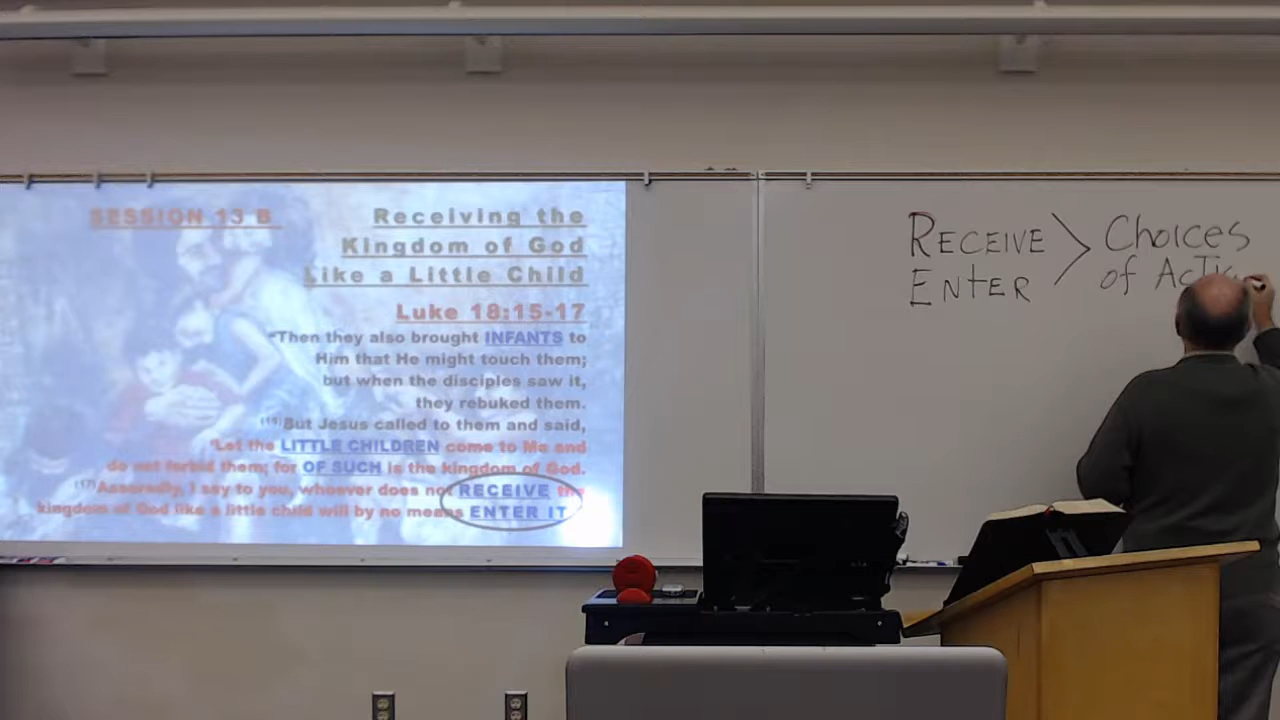 SESSION 13 B
Receiving the
Kingdom of God
Like a Little Child
Luke 18:15-17
"Then they also brought INFANTS to
Him that He might touch them;
but when the disciples saw it,
they rebuked them.
(16)But Jesus called to them and said,
"Let the LITTLE CHILDREN come to Me and
do not forbid them; for OF SUCH is the kingdom of God.
(17)Assuredly, I say to you, whoever does not RECEIVE the
kingdom of God like a little child will by no means ENTER IT."
RECEIVE > Choices
ENTER of Actio